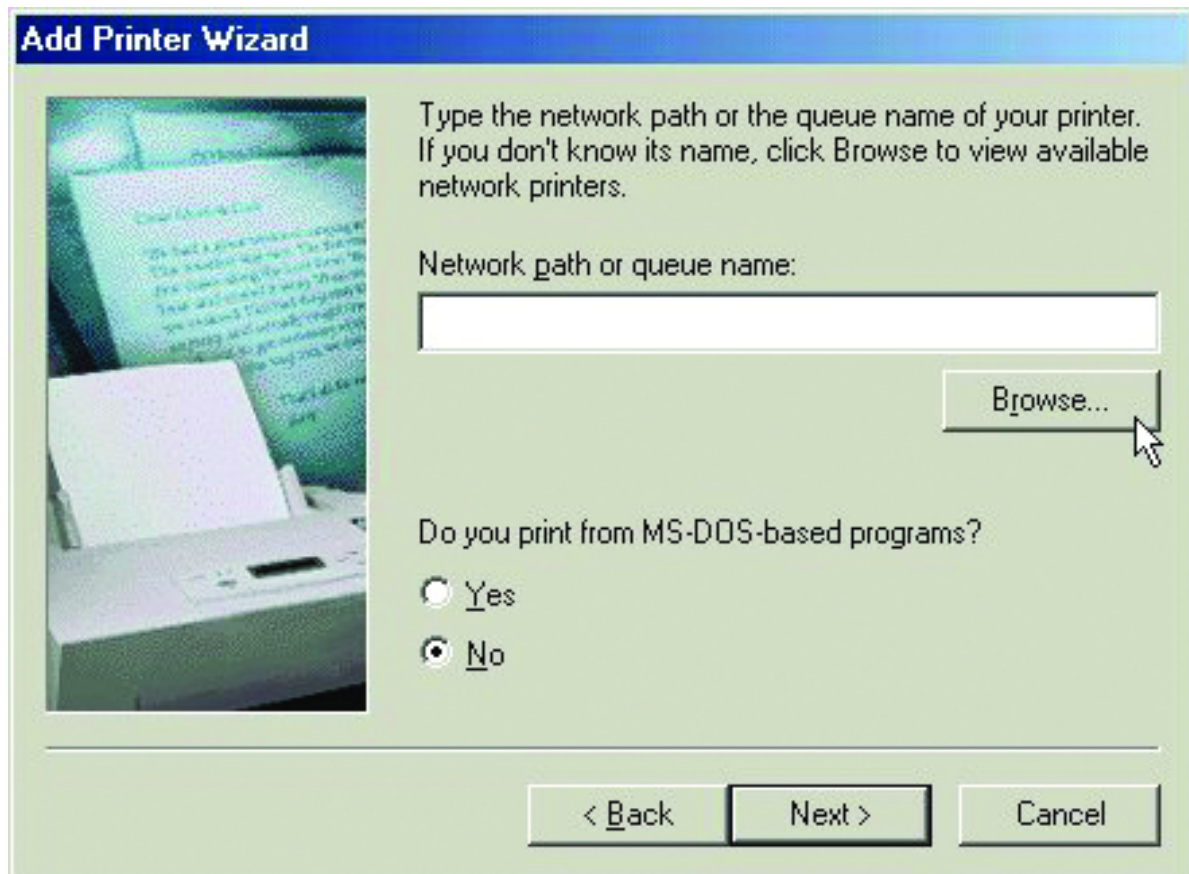 Add Printer Wizard
Type the network path or the queue name of your printer.
If you don't know its name, click Browse to view available
network printers.
Network path or queue name:
Browse...
Do you print from MS-DOS-based programs?
Yes
No
< Back
Next >
Cancel